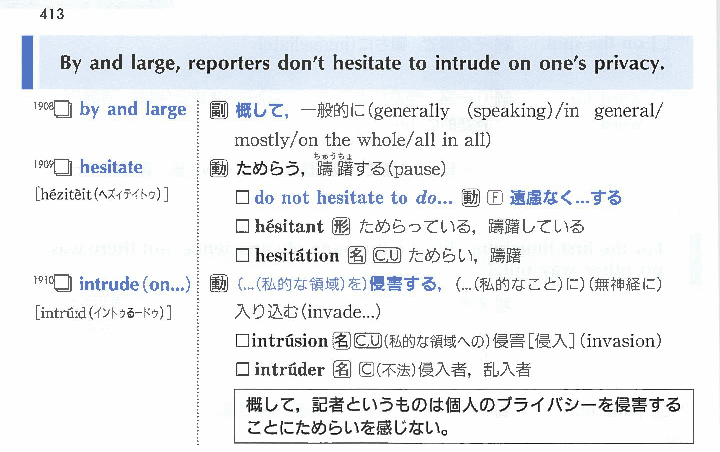 413
By and large, reporters don't hesitate to intrude on one's privacy.
1908 □ by and large 副 概して，一般的に(generally (speaking)/in general/
mostly/on the whole/all in all)
1909 □ hesitate 動 ためらう，躊躇(ちゅうちょ)する(pause)
[hézitèit(ヘズィテイトゥ)] □ do not hesitate to do... 動 F 遠慮なく...する
□ hésitant 形 ためらっている，躊躇している
□ hesitátion 名 C,U ためらい，躊躇
1910 □ intrude(on...) 動 (...(私的な領域)を)侵害する，(...(私的なこと)に)(無神経に)
[intrúːd(イントゥるードゥ)] 入り込む(invade...)
□ intrúsion 名 C,U (私的な領域への)侵害[侵入](invasion)
□ intrúder 名 C (不法)侵入者，乱入者
概して，記者というものは個人のプライバシーを侵害する
ことにためらいを感じない。